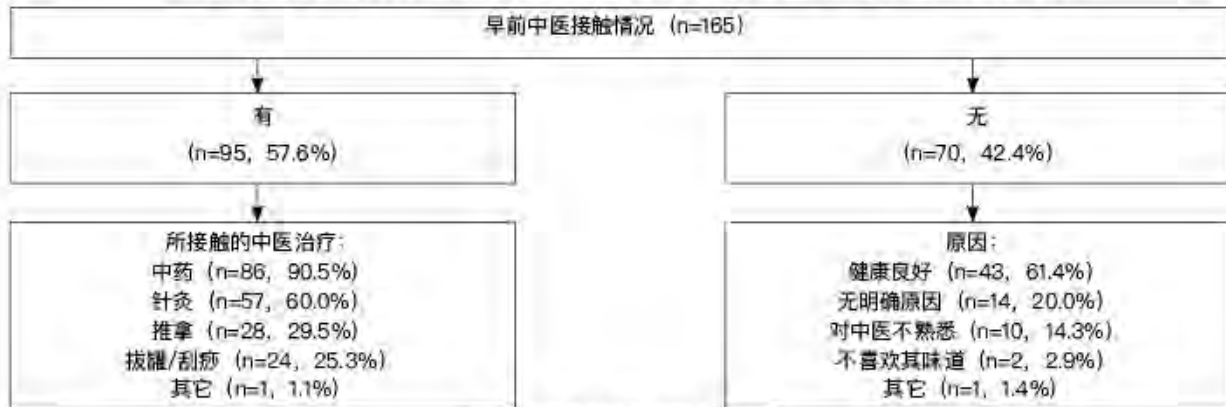 早前中医接触情况 (n=165)
有
(n=95, 57.6%)
无
(n=70, 42.4%)
所接触的中医治疗:
中药 (n=86, 90.5%)
针灸 (n=57, 60.0%)
推拿 (n=28, 29.5%)
拔罐/刮痧 (n=24, 25.3%)
其它 (n=1, 1.1%)
原因:
健康良好 (n=43, 61.4%)
无明确原因 (n=14, 20.0%)
对中医不熟悉 (n=10, 14.3%)
不喜欢其味道 (n=2, 2.9%)
其它 (n=1, 1.4%)